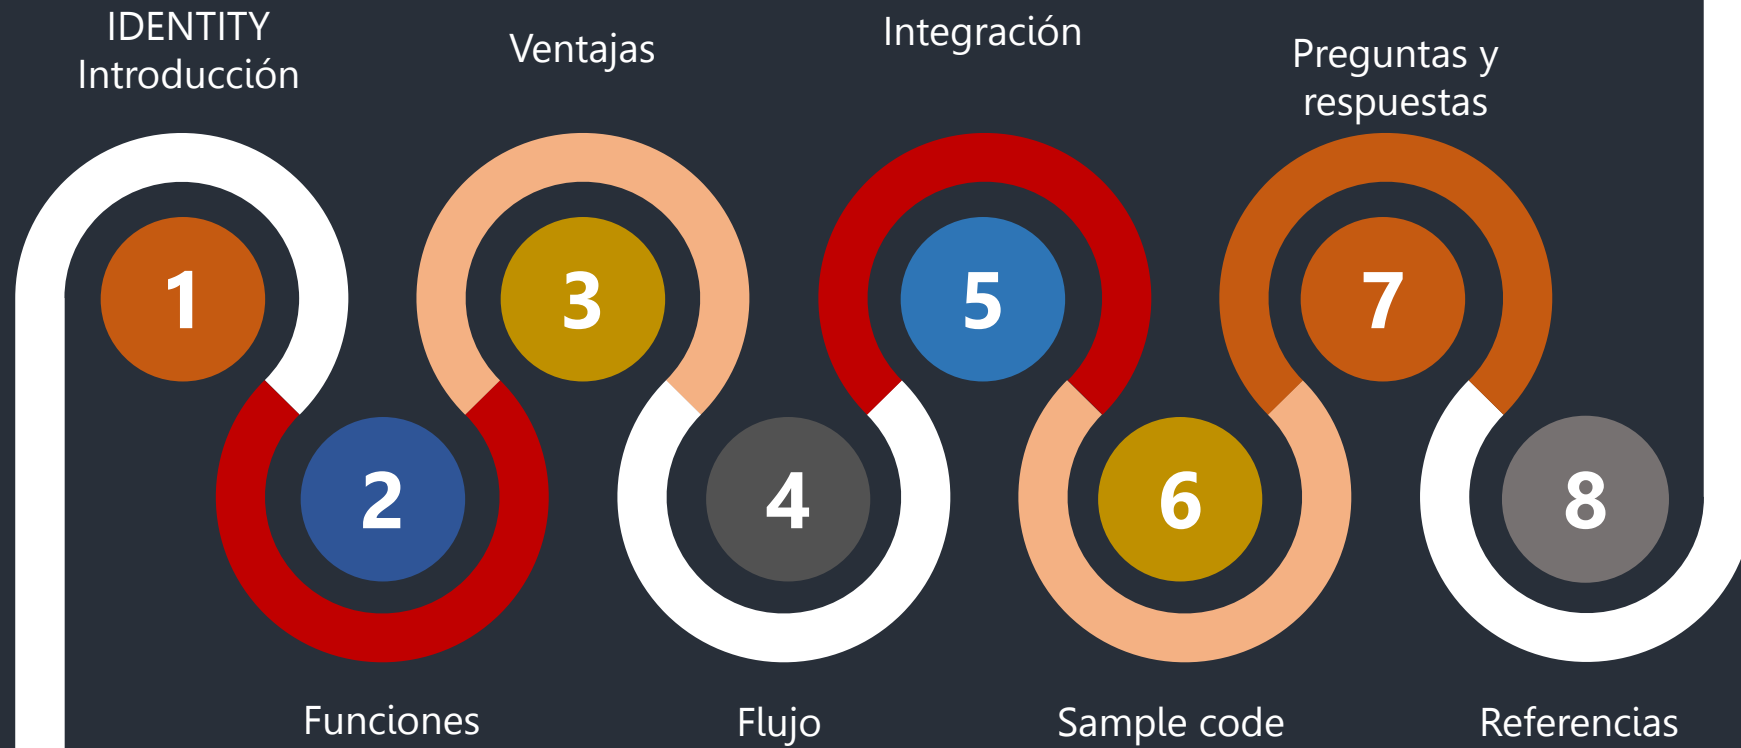 IDENTITY
Introducción
Ventajas
Integración
Preguntas y
respuestas
1
3
5
7
2
4
6
8
Funciones
Flujo
Sample code
Referencias